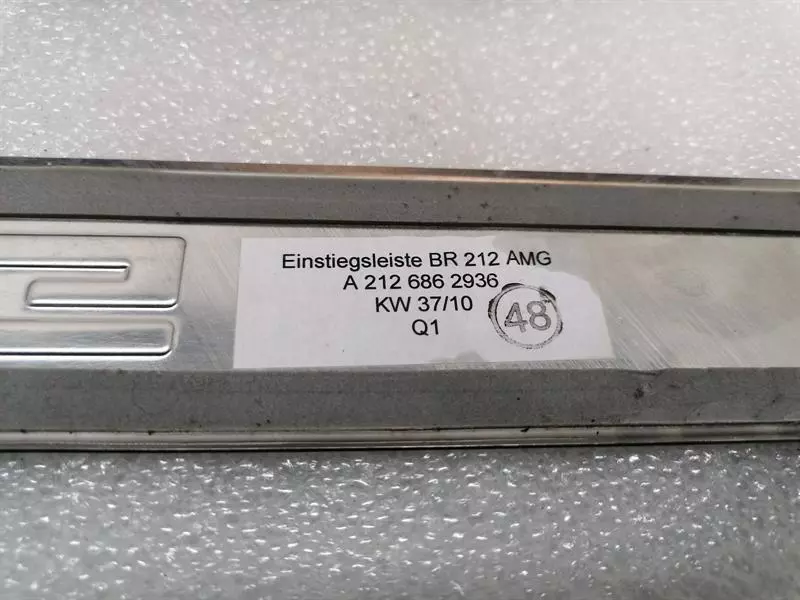 Einstiegsleiste BR 212 AMG
A 212 686 2936
KW 37/10
48
Q1